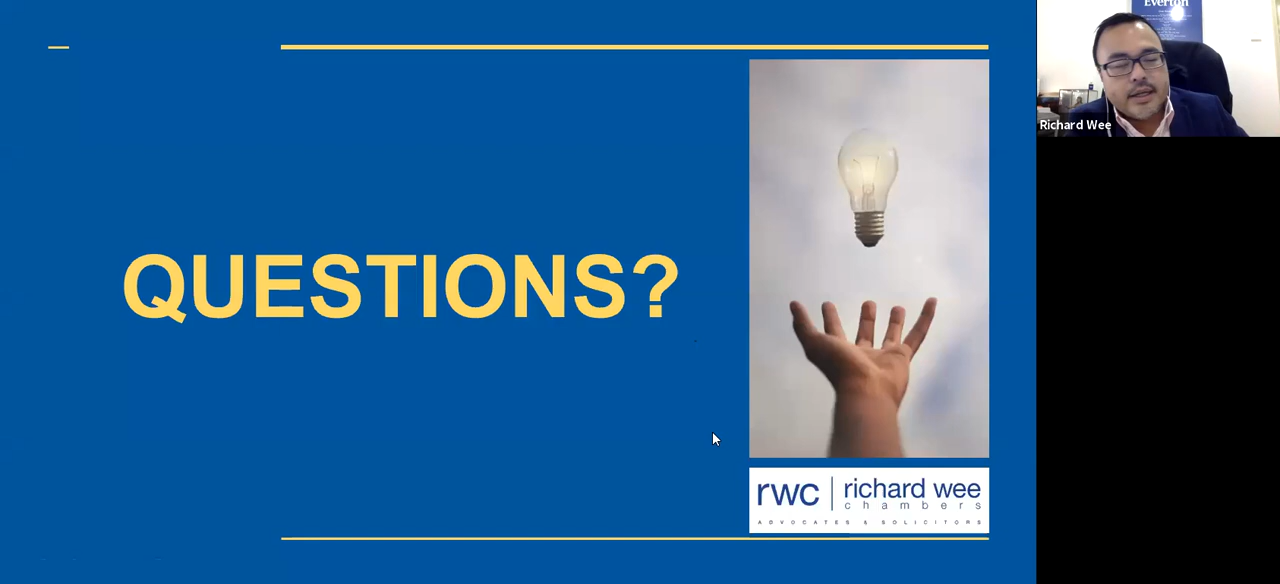 QUESTIONS?
rwc
richard wee
chambers
ADVOCATES & SOLICITORS
Everton
Richard Wee